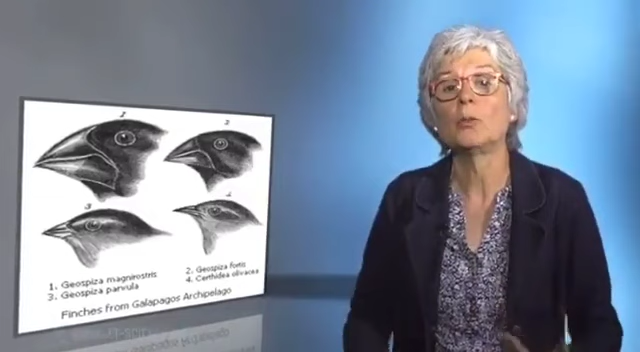 1
2
3
4
1. Geospiza magnirostris
2. Geospiza fortis
3. Geospiza parvula
4. Certhidea olivacea
Finches from Galapagos Archipelago